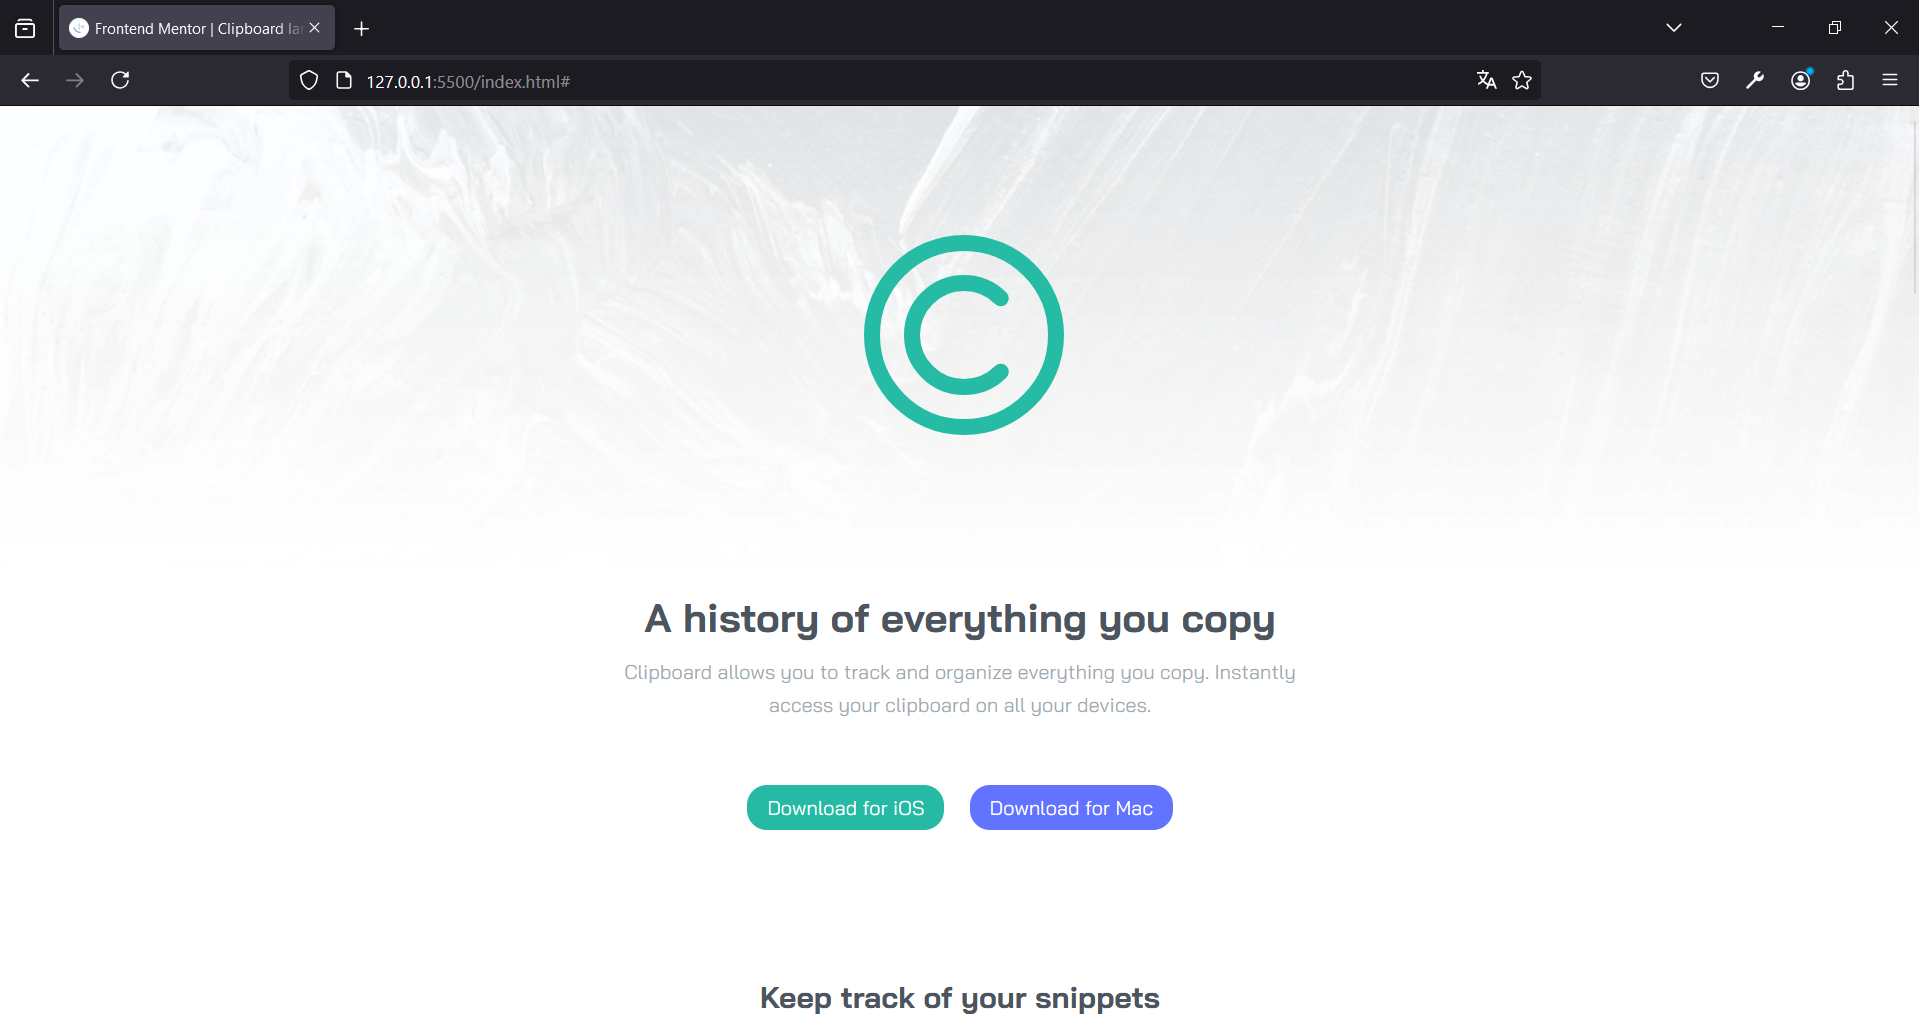 Frontend Mentor | Clipboard lan
127.0.0.1:5500/index.html#
A history of everything you copy
Clipboard allows you to track and organize everything you copy. Instantly
access your clipboard on all your devices.
Download for iOS
Download for Mac
Keep track of your snippets